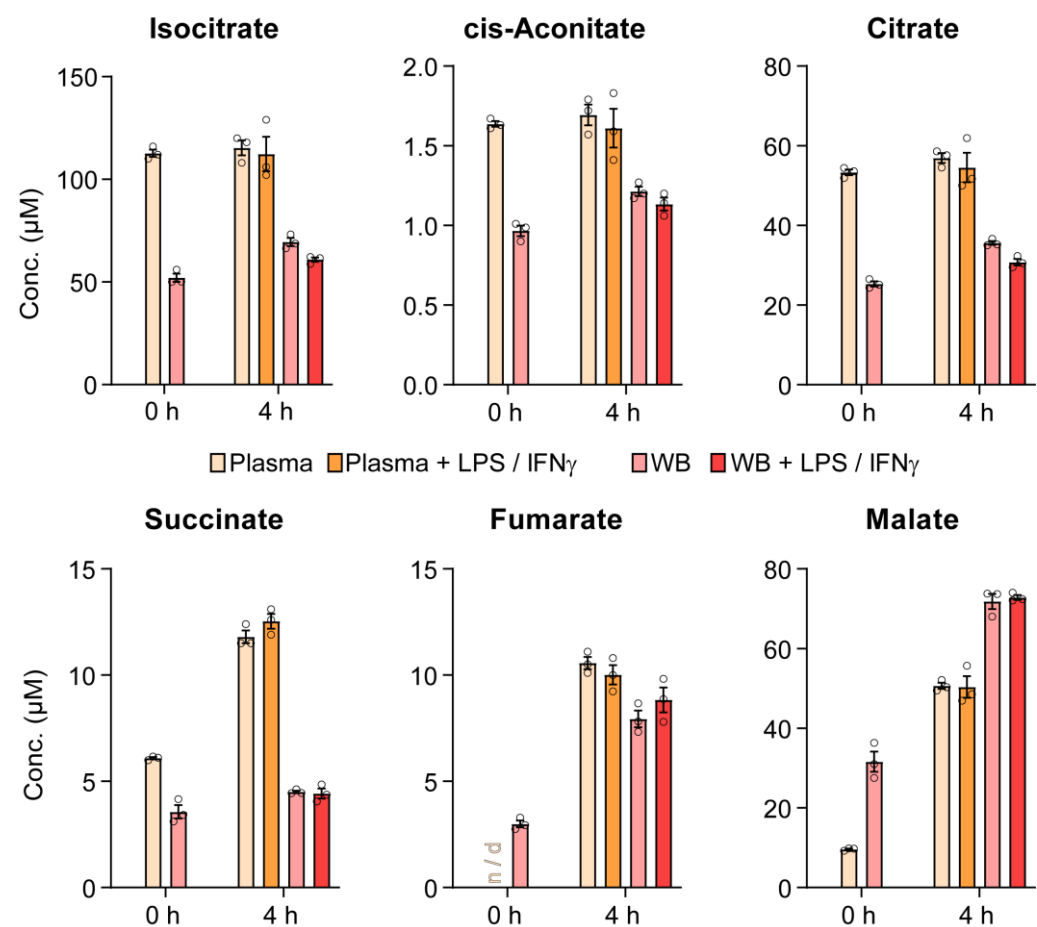 Isocitrate cis-Aconitate Citrate
Conc. (µM)
150
100
50
0
0 h 4 h
2.0
1.5
1.0
0.5
0.0
0 h 4 h
80
60
40
20
0
0 h 4 h
Plasma Plasma + LPS / IFNγ WB WB + LPS / IFNγ
Succinate Fumarate Malate
Conc. (µM)
15
10
5
0
0 h 4 h
15
10
5
0
n/d
0 h 4 h
80
60
40
20
0
0 h 4 h